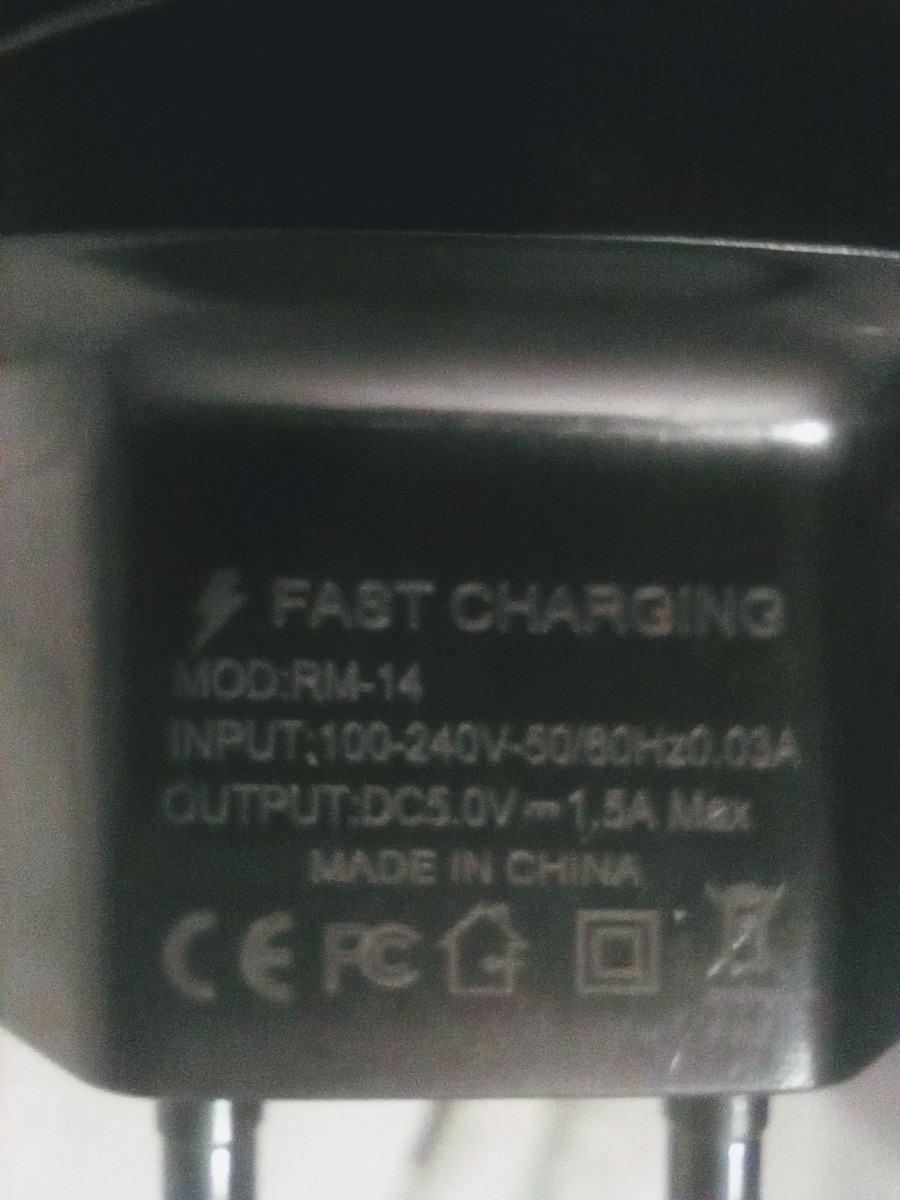 FAST CHARGING
MOD:RM-14
INPUT:100-240V-50/60Hz0.03A
OUTPUT:DC5.0V⎓1.5A Max
MADE IN CHINA
CE FC